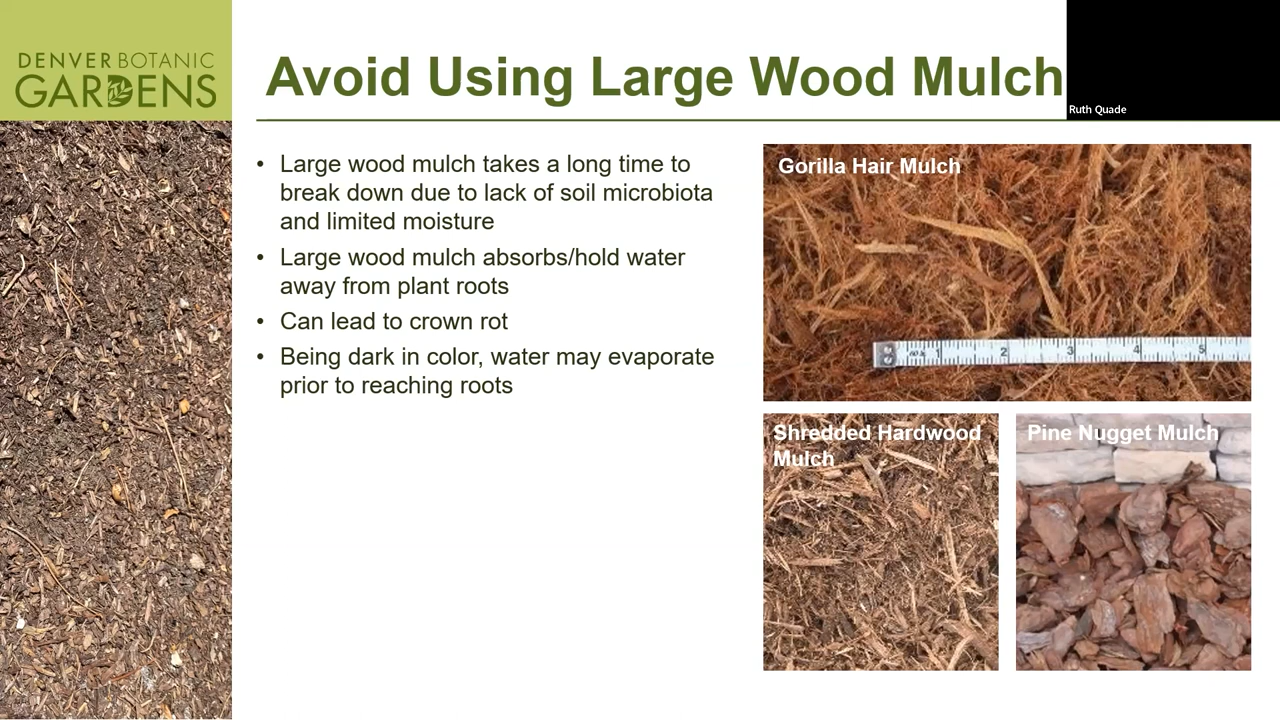 DENVER BOTANIC
GARDENS
Avoid Using Large Wood Mulch
Ruth Quade
• Large wood mulch takes a long time to
break down due to lack of soil microbiota
and limited moisture
• Large wood mulch absorbs/hold water
away from plant roots
• Can lead to crown rot
• Being dark in color, water may evaporate
prior to reaching roots
Gorilla Hair Mulch
1 2 3 4 5
Shredded Hardwood
Mulch
Pine Nugget Mulch